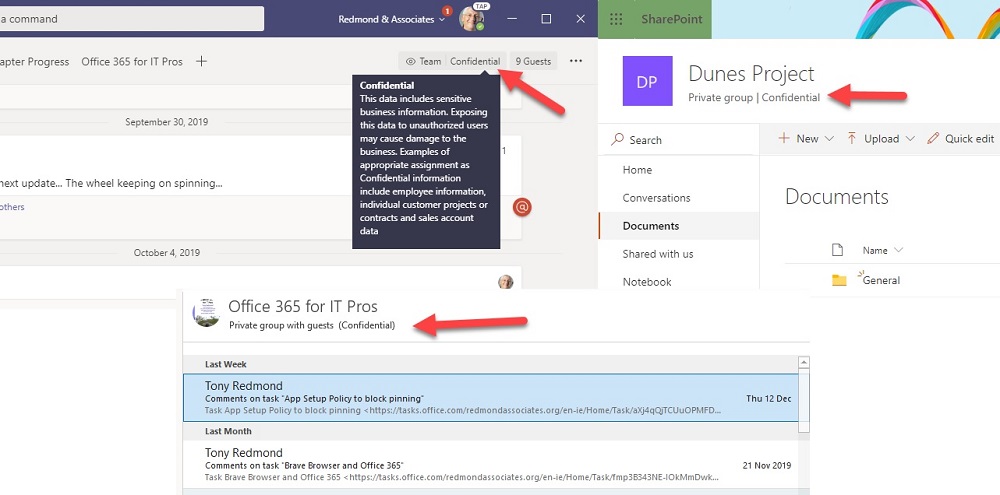 a command
Redmond & Associates
1
TAP
apter Progress Office 365 for IT Pros +
Team Confidential 9 Guests ...
Confidential
This data includes sensitive
business information. Exposing
this data to unauthorized users
may cause damage to the
business. Examples of
appropriate assignment as
Confidential information
include employee information,
individual customer projects or
contracts and sales account
data
September 30, 2019
1
next update... The wheel keeping on spinning...
others
@
October 4, 2019
SharePoint
DP
Dunes Project
Private group | Confidential
Search
+ New
Upload
Quick edit
Home
Conversations
Documents
Shared with us
Notebook
Documents
Name
General
Office 365 for IT Pros
Private group with guests (Confidential)
Last Week
Tony Redmond
Comments on task "App Setup Policy to block pinning"
Thu 12 Dec
Task App Setup Policy to block pinning <https://tasks.office.com/redmondassociates.org/en-ie/Home/Task/aXj4qQjTCUuOPMFD...
Last Month
Tony Redmond
Comments on task "Brave Browser and Office 365"
21 Nov 2019
Task Brave Browser and Office 365 <https://tasks.office.com/redmondassociates.org/en-ie/Home/Task/fmp3B343NE-IOkMmDwk...